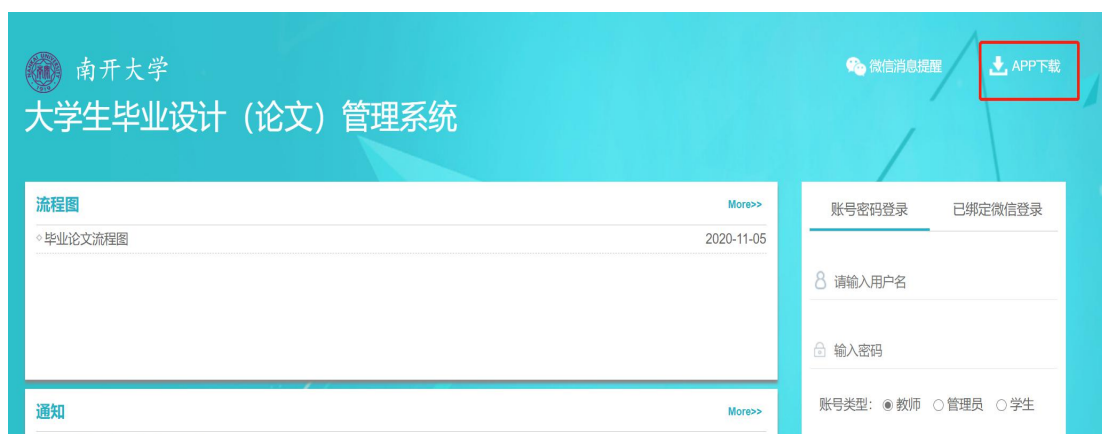 南开大学
微信消息提醒
APP下载
大学生毕业设计（论文）管理系统
流程图
More>>
毕业论文流程图
2020-11-05
账号密码登录
已绑定微信登录
请输入用户名
输入密码
账号类型： 教师 管理员 学生
通知
More>>